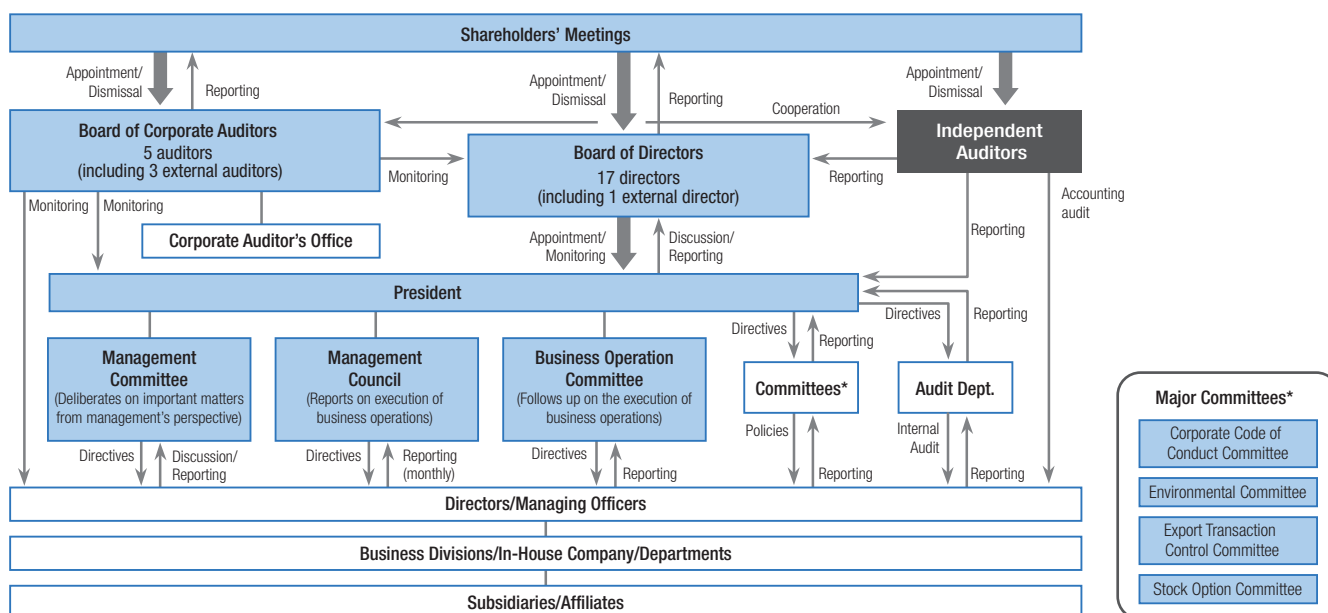 Shareholders' Meetings
Appointment/
Dismissal
Reporting
Appointment/
Dismissal
Reporting
Appointment/
Dismissal
Cooperation
Board of Corporate Auditors
5 auditors
(including 3 external auditors)
Monitoring
Board of Directors
17 directors
(including 1 external director)
Reporting
Independent
Auditors
Monitoring
Monitoring
Corporate Auditor's Office
Appointment/
Monitoring
Discussion/
Reporting
Reporting
Accounting
audit
President
Directives
Reporting
Directives
Reporting
Management
Committee
(Deliberates on important matters
from management's perspective)
Management
Council
(Reports on execution of
business operations)
Business Operation
Committee
(Follows up on the execution of
business operations)
Committees*
Audit Dept.
Directives
Discussion/
Reporting
Directives
Reporting
(monthly)
Directives
Reporting
Policies
Reporting
Internal
Audit
Reporting
Directors/Managing Officers
Business Divisions/In-House Company/Departments
Subsidiaries/Affiliates
Major Committees*
Corporate Code of
Conduct Committee
Environmental Committee
Export Transaction
Control Committee
Stock Option Committee